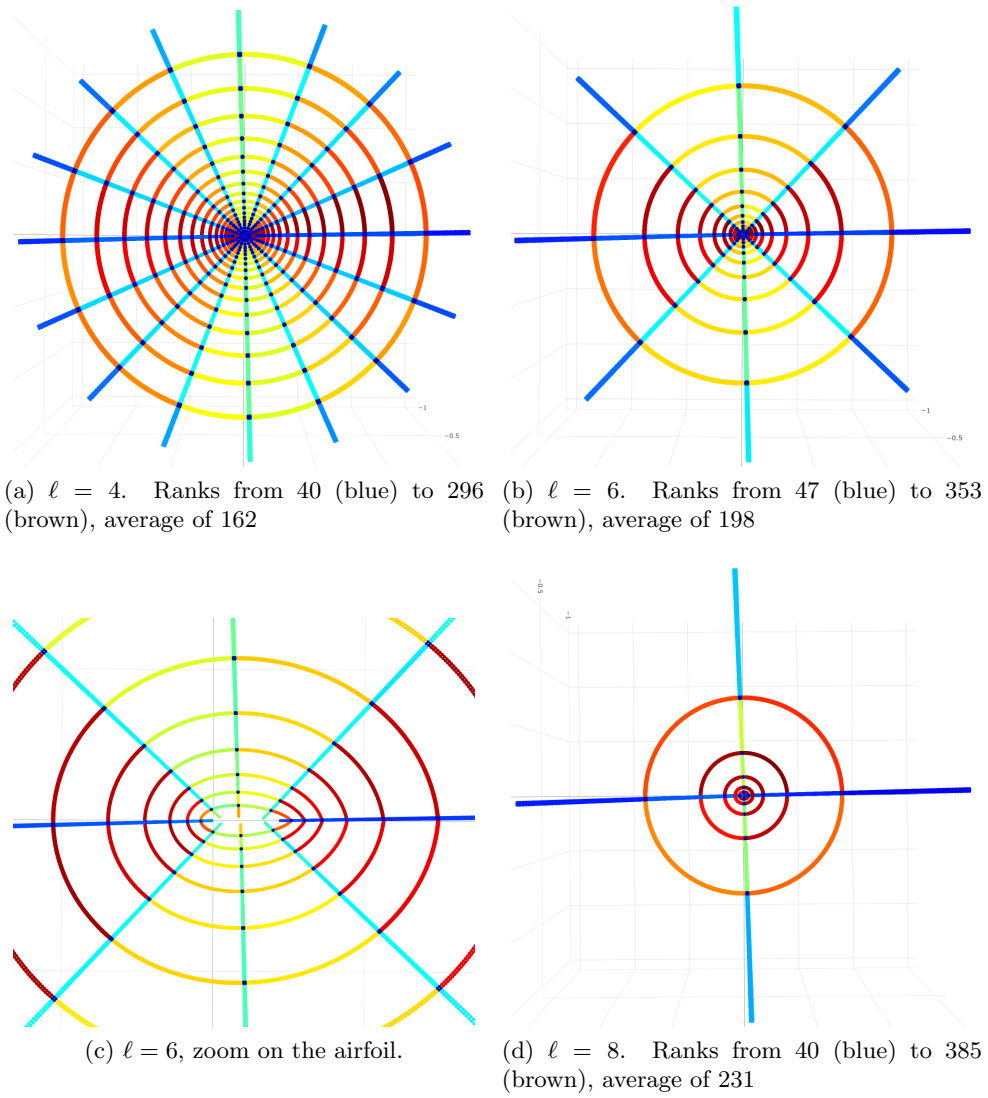 −1
−0.5
−1
−0.5
(a) ℓ = 4. Ranks from 40 (blue) to 296
(brown), average of 162
(b) ℓ = 6. Ranks from 47 (blue) to 353
(brown), average of 198
−0.5
−1
(c) ℓ = 6, zoom on the airfoil.
(d) ℓ = 8. Ranks from 40 (blue) to 385
(brown), average of 231